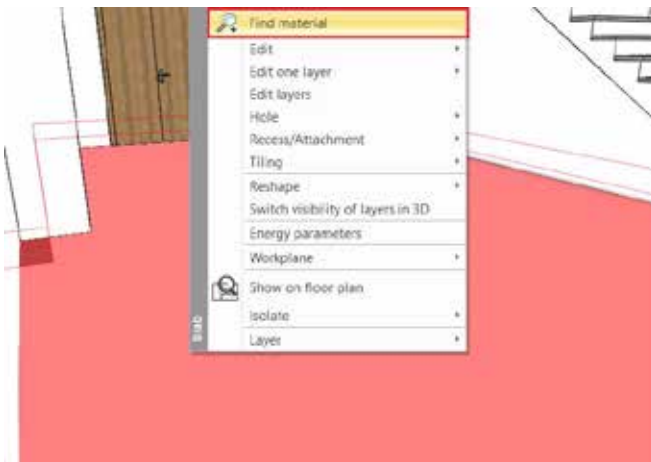 Find material
Edit
Edit one layer
Edit layers
Hole
Recess/Attachment
Tiling
Reshape
Switch visibility of layers in 3D
Energy parameters
Workplane
Show on floor plan
Isolate
Layer
Slab